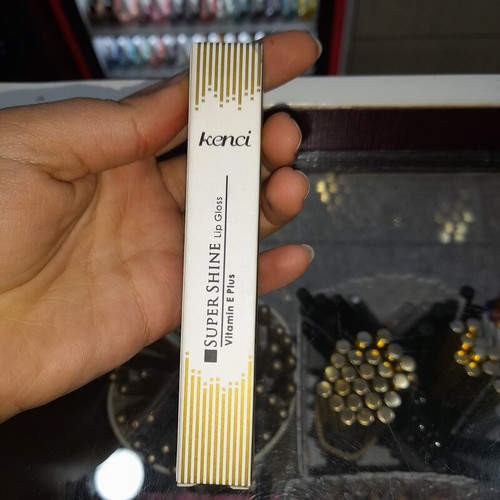 kenci
SUPER SHINE Lip Gloss
Vitamin E Plus